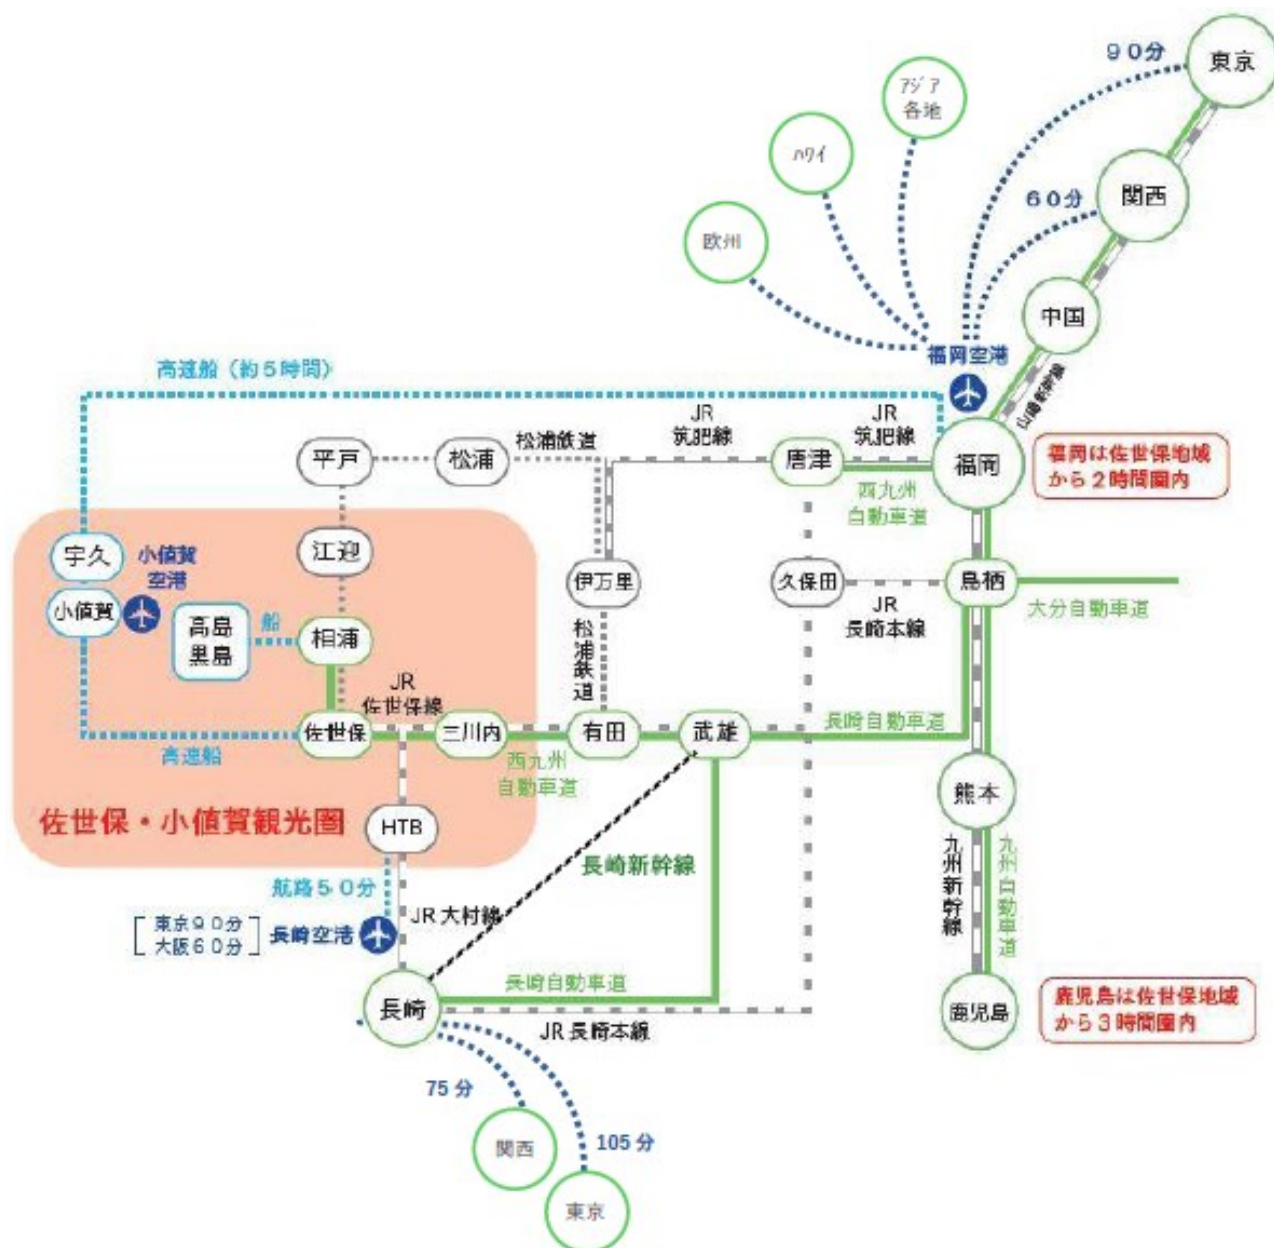 90分
東京
アジア
各地
ハワイ
60分
関西
欧州
中国
福岡空港
高速船（約5時間）
山陽新幹線
JR
筑肥線
JR
筑肥線
松浦鉄道
平戸
松浦
唐津
福岡
福岡は佐世保地域
から2時間圏内
西九州
自動車道
宇久
小値賀
空港
江迎
伊万里
久保田
鳥栖
小値賀
高島
黒島
船
相浦
松浦鉄道
JR
長崎本線
大分自動車道
JR
佐世保線
佐世保
三川内
有田
武雄
長崎自動車道
高速船
西九州
自動車道
熊本
佐世保・小値賀観光圏
HTB
長崎新幹線
九州新幹線
九州自動車道
航路50分
JR 大村線
東京90分
大阪60分
長崎空港
長崎自動車道
長崎
鹿児島
鹿児島は佐世保地域
から3時間圏内
JR 長崎本線
75 分
105 分
関西
東京